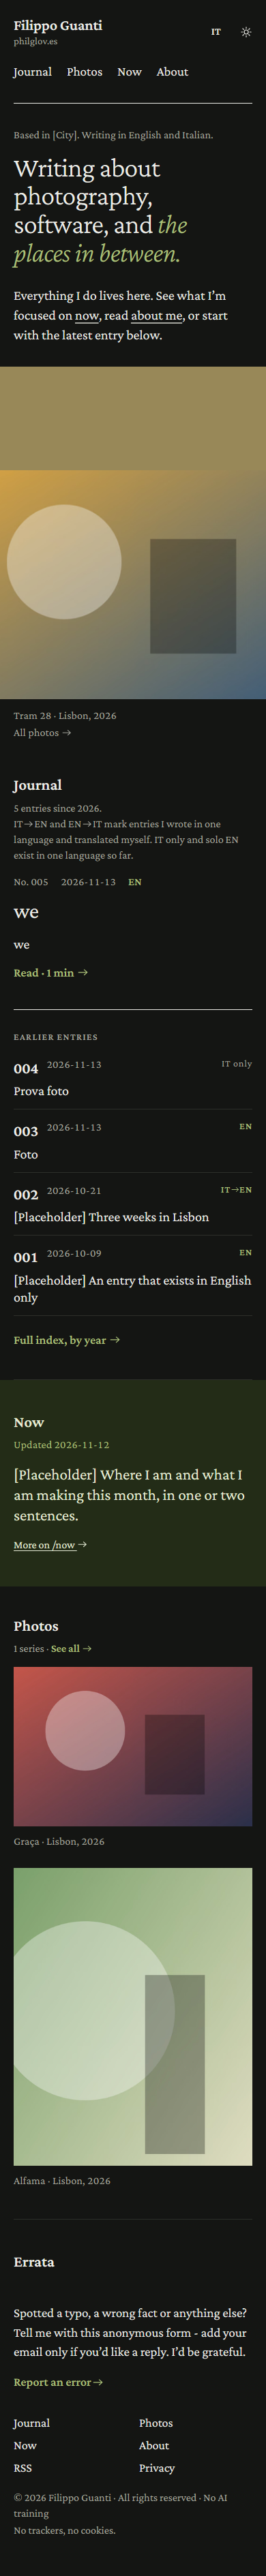 Filippo Guanti
philglov.es
IT
Journal Photos Now About
Based in [City]. Writing in English and Italian.
Writing about
photography,
software, and the
places in between.
Everything I do lives here. See what I’m
focused on now, read about me, or start
with the latest entry below.
Tram 28 · Lisbon, 2026
All photos →
Journal
5 entries since 2026.
IT→EN and EN→IT mark entries I wrote in one
language and translated myself. IT only and solo EN
exist in one language so far.
No. 005 2026-11-13 EN
we
we
Read · 1 min →
EARLIER ENTRIES
004 2026-11-13 IT only
Prova foto
003 2026-11-13 EN
Foto
002 2026-10-21 IT→EN
[Placeholder] Three weeks in Lisbon
001 2026-10-09 EN
[Placeholder] An entry that exists in English
only
Full index, by year →
Now
Updated 2026-11-12
[Placeholder] Where I am and what I
am making this month, in one or two
sentences.
More on /now →
Photos
1 series · See all →
Graça · Lisbon, 2026
Alfama · Lisbon, 2026
Errata
Spotted a typo, a wrong fact or anything else?
Tell me with this anonymous form - add your
email only if you’d like a reply. I’d be grateful.
Report an error→
Journal Photos
Now About
RSS Privacy
© 2026 Filippo Guanti · All rights reserved · No AI
training
No trackers, no cookies.